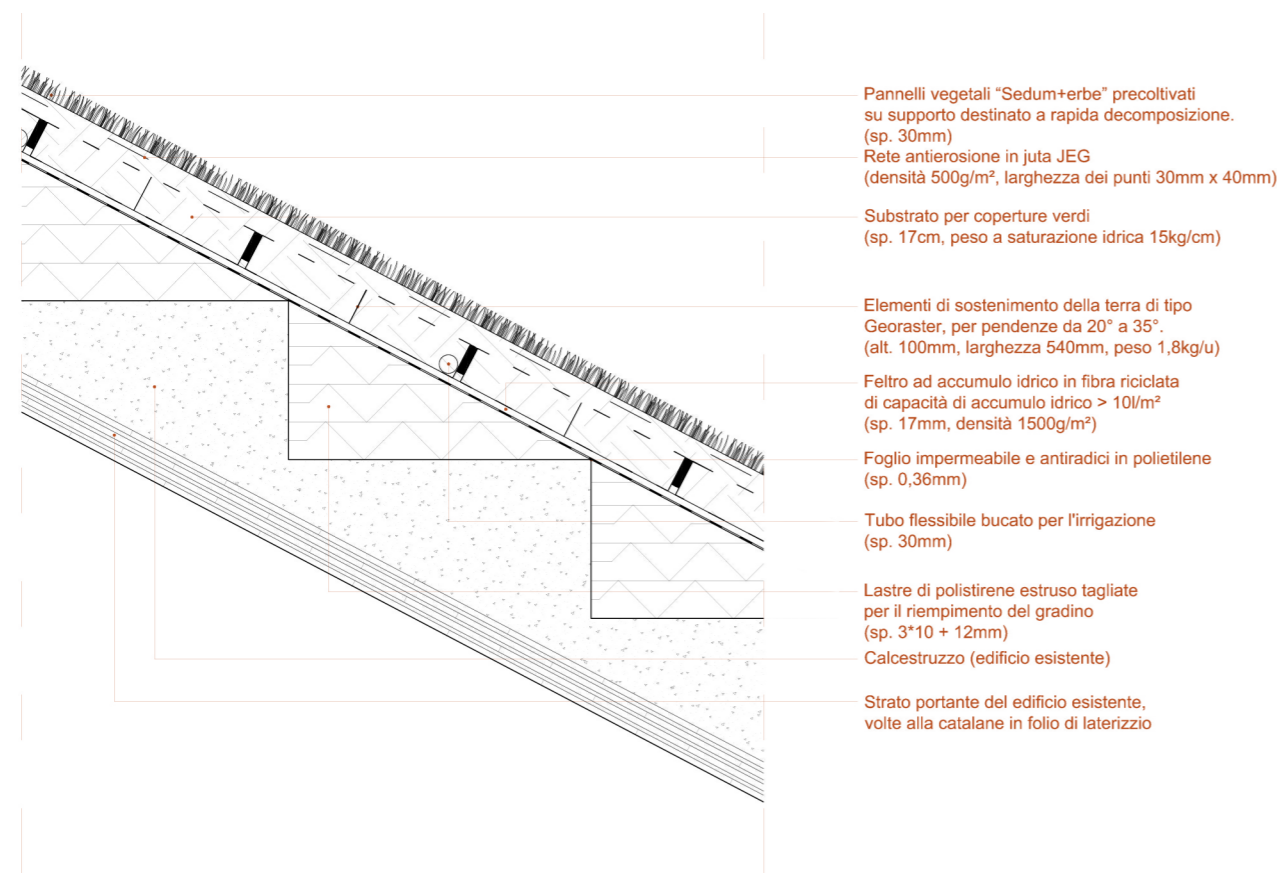 Pannelli vegetali “Sedum+erbe” precoltivati
su supporto destinato a rapida decomposizione.
(sp. 30mm)
Rete antierosione in juta JEG
(densità 500g/m², larghezza dei punti 30mm x 40mm)
Substrato per coperture verdi
(sp. 17cm, peso a saturazione idrica 15kg/cm)
Elementi di sostenimento della terra di tipo
Georaster, per pendenze da 20° a 35°.
(alt. 100mm, larghezza 540mm, peso 1,8kg/u)
Feltro ad accumulo idrico in fibra riciclata
di capacità di accumulo idrico > 10l/m²
(sp. 17mm, densità 1500g/m²)
Foglio impermeabile e antiradici in polietilene
(sp. 0,36mm)
Tubo flessibile bucato per l'irrigazione
(sp. 30mm)
Lastre di polistirene estruso tagliate
per il riempimento del gradino
(sp. 3*10 + 12mm)
Calcestruzzo (edificio esistente)
Strato portante del edificio esistente,
volte alla catalane in folio di laterizzio